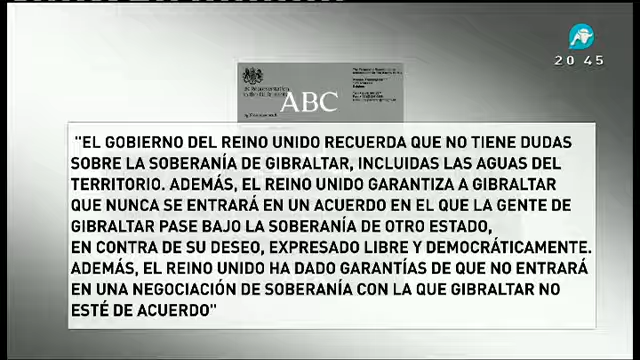 20 45
UK Representation
ABC
"EL GOBIERNO DEL REINO UNIDO RECUERDA QUE NO TIENE DUDAS
SOBRE LA SOBERANÍA DE GIBRALTAR, INCLUIDAS LAS AGUAS DEL
TERRITORIO. ADEMÁS, EL REINO UNIDO GARANTIZA A GIBRALTAR
QUE NUNCA SE ENTRARÁ EN UN ACUERDO EN EL QUE LA GENTE DE
GIBRALTAR PASE BAJO LA SOBERANÍA DE OTRO ESTADO,
EN CONTRA DE SU DESEO, EXPRESADO LIBRE Y DEMOCRÁTICAMENTE.
ADEMÁS, EL REINO UNIDO HA DADO GARANTÍAS DE QUE NO ENTRARÁ
EN UNA NEGOCIACIÓN DE SOBERANÍA CON LA QUE GIBRALTAR NO
ESTÉ DE ACUERDO"